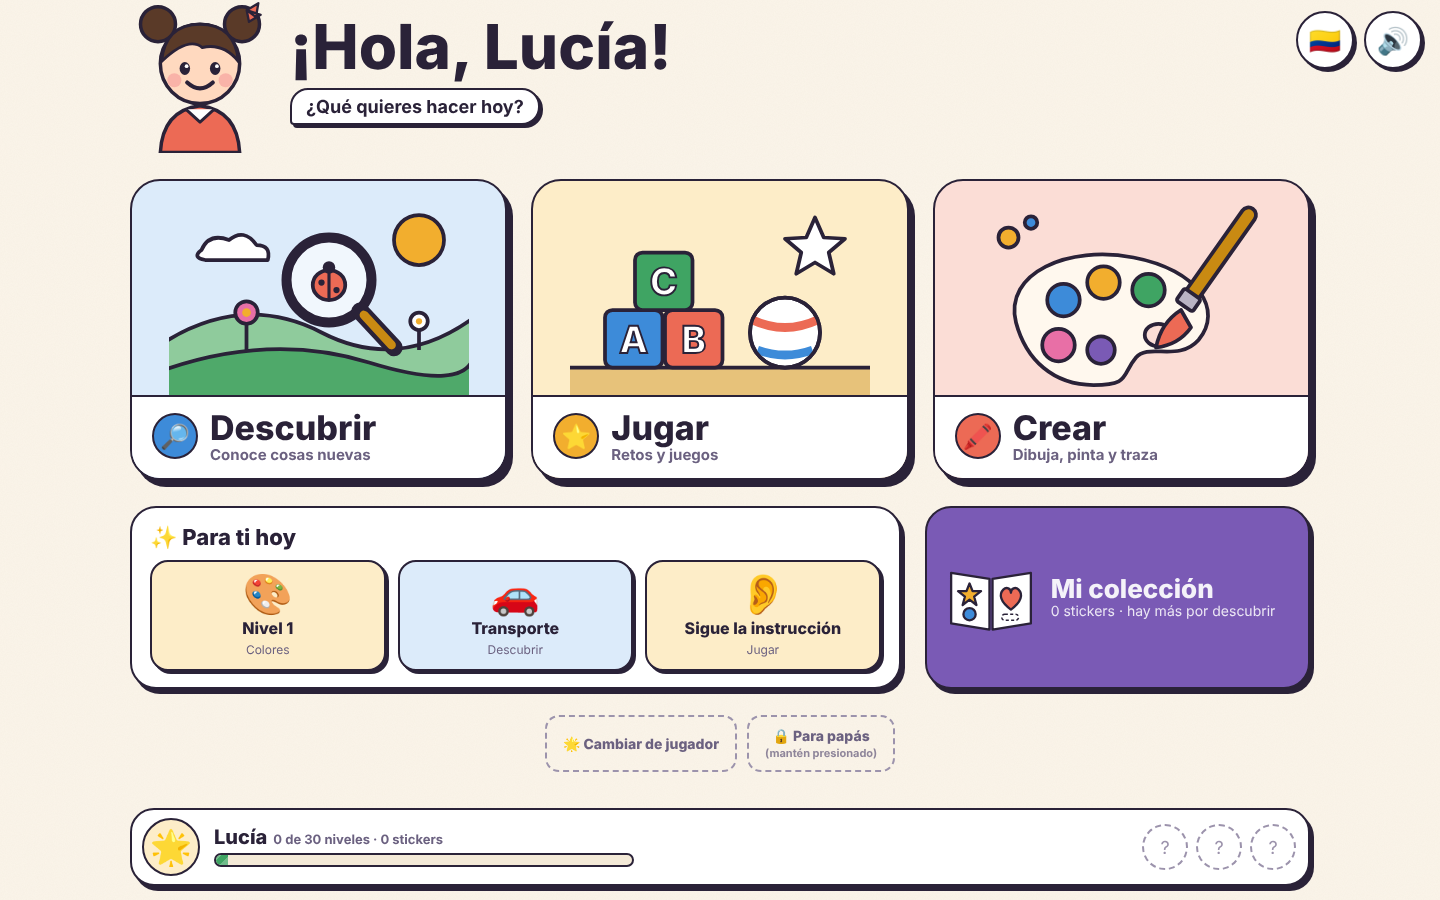 ¡Hola, Lucía!
¿Qué quieres hacer hoy?
C
A B
Descubrir
Conoce cosas nuevas
Jugar
Retos y juegos
Crear
Dibuja, pinta y traza
✨ Para ti hoy
Nivel 1
Colores
Transporte
Descubrir
Sigue la instrucción
Jugar
Mi colección
0 stickers · hay más por descubrir
Cambiar de jugador
Para papás
(mantén presionado)
Lucía 0 de 30 niveles · 0 stickers
? ? ?